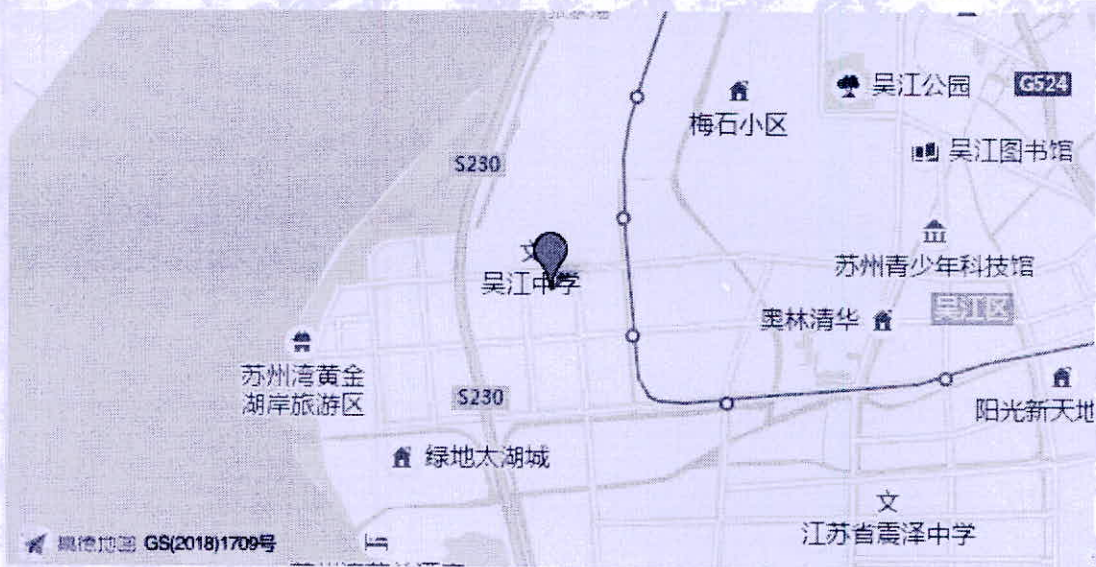 吴江公园
G524
梅石小区
吴江图书馆
S230
文
吴江中学
苏州青少年科技馆
吴江区
奥林清华
苏州湾黄金
湖岸旅游区
S230
阳光新天地
绿地太湖城
文
江苏省震泽中学
高德地图 GS(2018)1709号